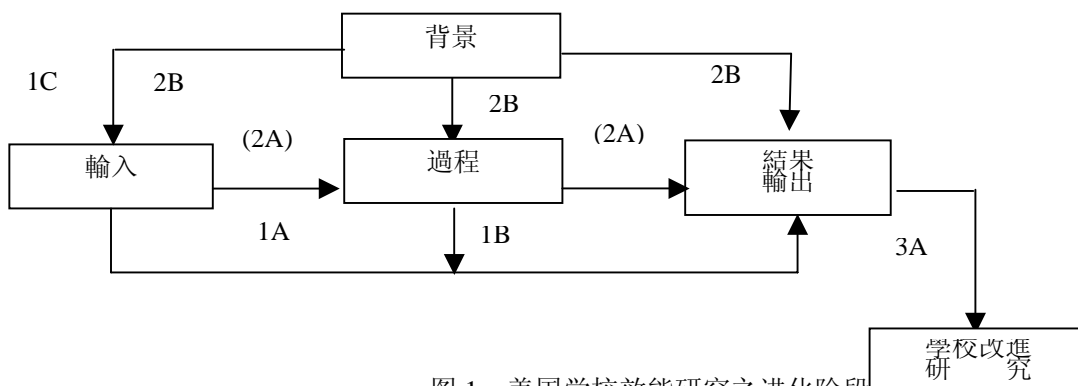 背景
1C
2B
2B
2B
(2A)
(2A)
輸入
過程
結果
輸出
1A
1B
3A
學校改進
研 究
图 1 美国学校效能研究之进化阶段